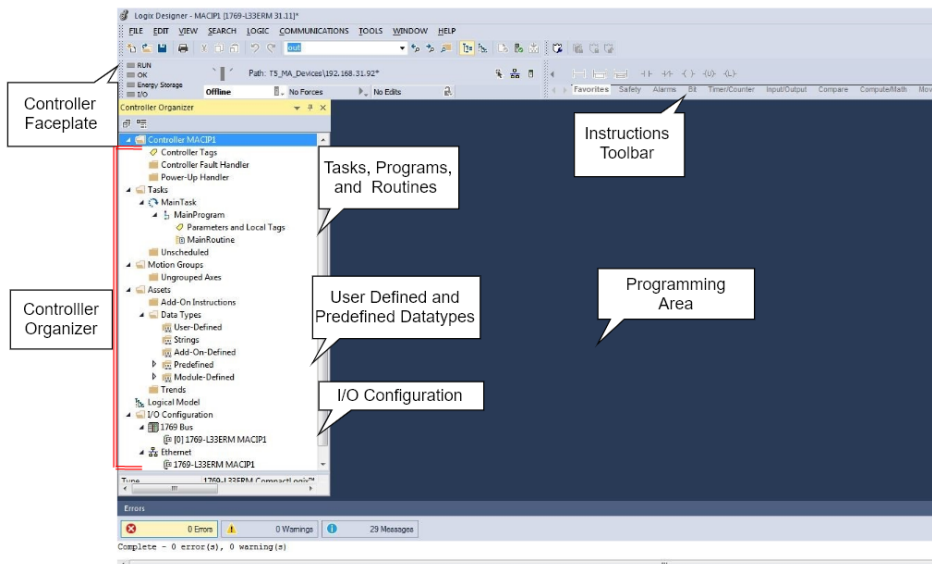 Logix Designer - MACIP1 [1769-L33ERM 31.11]*
FILE EDIT VIEW SEARCH LOGIC COMMUNICATIONS TOOLS WINDOW HELP
out
RUN
OK
Energy Storage
I/O
Path: TS_MA_Devices\192.168.31.92*
Offline
No Forces
No Edits
Favorites Safety Alarms Bit Timer/Counter Input/Output Compare Compute/Math Mov
Controller
Faceplate
Instructions
Toolbar
Controller Organizer
Controller MACIP1
Controller Tags
Controller Fault Handler
Power-Up Handler
Tasks
MainTask
MainProgram
Parameters and Local Tags
MainRoutine
Unscheduled
Motion Groups
Ungrouped Axes
Assets
Add-On Instructions
Data Types
User-Defined
Strings
Add-On-Defined
Predefined
Module-Defined
Trends
Logical Model
I/O Configuration
1769 Bus
[0] 1769-L33ERM MACIP1
Ethernet
1769-L33ERM MACIP1
Type 1769-L33ERM CompactLogix™
Tasks, Programs,
and Routines
User Defined and
Predefined Datatypes
I/O Configuration
Programming
Area
Controlller
Organizer
Errors
0 Errors
0 Warnings
29 Messages
Complete - 0 error(s), 0 warning(s)